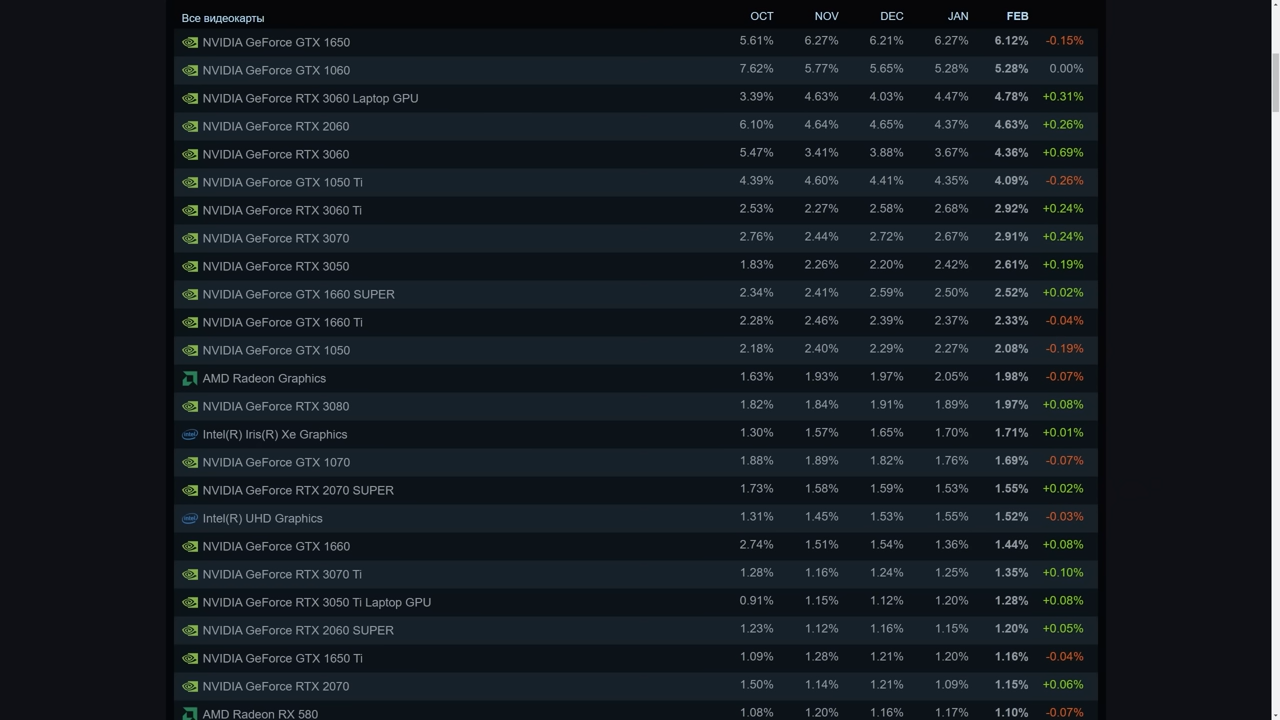 Все видеокарты OCT NOV DEC JAN FEB
NVIDIA GeForce GTX 1650 5.61% 6.27% 6.21% 6.27% 6.12% -0.15%
NVIDIA GeForce GTX 1060 7.62% 5.77% 5.65% 5.28% 5.28% 0.00%
NVIDIA GeForce RTX 3060 Laptop GPU 3.39% 4.63% 4.03% 4.47% 4.78% +0.31%
NVIDIA GeForce RTX 2060 6.10% 4.64% 4.65% 4.37% 4.63% +0.26%
NVIDIA GeForce RTX 3060 5.47% 3.41% 3.88% 3.67% 4.36% +0.69%
NVIDIA GeForce GTX 1050 Ti 4.39% 4.60% 4.41% 4.35% 4.09% -0.26%
NVIDIA GeForce RTX 3060 Ti 2.53% 2.27% 2.58% 2.68% 2.92% +0.24%
NVIDIA GeForce RTX 3070 2.76% 2.44% 2.72% 2.67% 2.91% +0.24%
NVIDIA GeForce RTX 3050 1.83% 2.26% 2.20% 2.42% 2.61% +0.19%
NVIDIA GeForce GTX 1660 SUPER 2.34% 2.41% 2.59% 2.50% 2.52% +0.02%
NVIDIA GeForce GTX 1660 Ti 2.28% 2.46% 2.39% 2.37% 2.33% -0.04%
NVIDIA GeForce GTX 1050 2.18% 2.40% 2.29% 2.27% 2.08% -0.19%
AMD Radeon Graphics 1.63% 1.93% 1.97% 2.05% 1.98% -0.07%
NVIDIA GeForce RTX 3080 1.82% 1.84% 1.91% 1.89% 1.97% +0.08%
intel Intel(R) Iris(R) Xe Graphics 1.30% 1.57% 1.65% 1.70% 1.71% +0.01%
NVIDIA GeForce GTX 1070 1.88% 1.89% 1.82% 1.76% 1.69% -0.07%
NVIDIA GeForce RTX 2070 SUPER 1.73% 1.58% 1.59% 1.53% 1.55% +0.02%
intel Intel(R) UHD Graphics 1.31% 1.45% 1.53% 1.55% 1.52% -0.03%
NVIDIA GeForce GTX 1660 2.74% 1.51% 1.54% 1.36% 1.44% +0.08%
NVIDIA GeForce RTX 3070 Ti 1.28% 1.16% 1.24% 1.25% 1.35% +0.10%
NVIDIA GeForce RTX 3050 Ti Laptop GPU 0.91% 1.15% 1.12% 1.20% 1.28% +0.08%
NVIDIA GeForce RTX 2060 SUPER 1.23% 1.12% 1.16% 1.15% 1.20% +0.05%
NVIDIA GeForce GTX 1650 Ti 1.09% 1.28% 1.21% 1.20% 1.16% -0.04%
NVIDIA GeForce RTX 2070 1.50% 1.14% 1.21% 1.09% 1.15% +0.06%
AMD Radeon RX 580 1.08% 1.20% 1.16% 1.17% 1.10% -0.07%